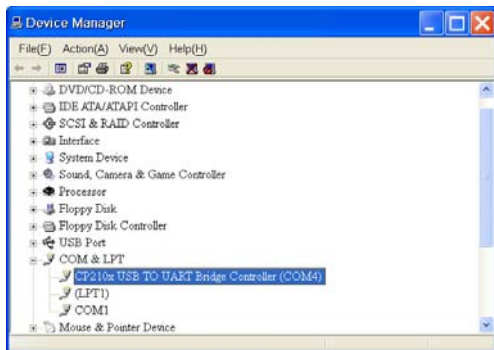 Device Manager
File(F) Action(A) View(V) Help(H)
DVD/CD-ROM Device
IDE ATA/ATAPI Controller
SCSI & RAID Controller
Interface
System Device
Sound, Camera & Game Controller
Processor
Floppy Disk
Floppy Disk Controller
USB Port
COM & LPT
CP210x USB TO UART Bridge Controller (COM4)
(LPT1)
COM1
Mouse & Pointer Device